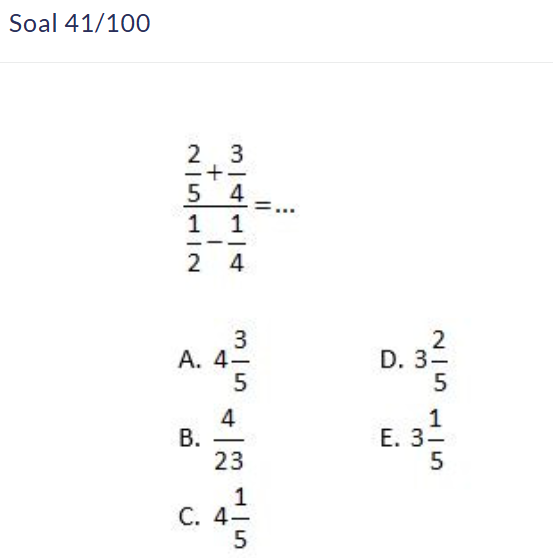 Soal 41/100
2/5 + 3/4
= ...
1/2 − 1/4
A. 4 3/5
D. 3 2/5
B. 4/23
E. 3 1/5
C. 4 1/5